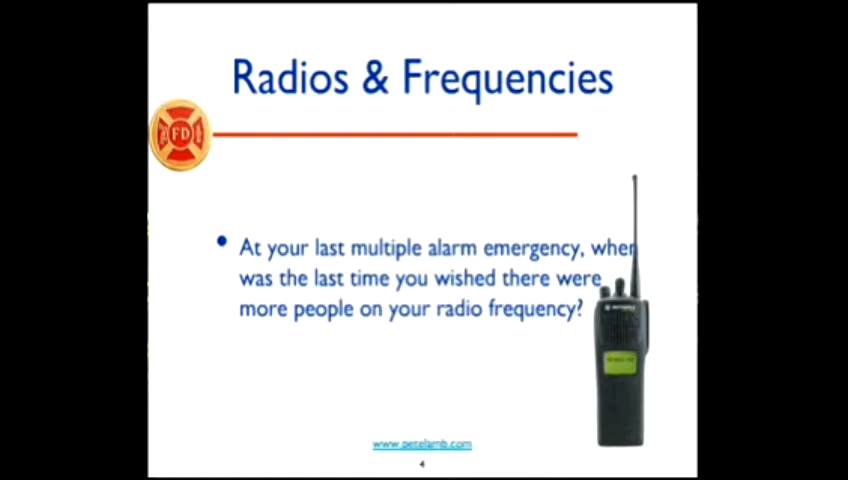 Radios & Frequencies
FD
• At your last multiple alarm emergency, when
was the last time you wished there were
more people on your radio frequency?
MOTOROLA
www.petelamb.com
4